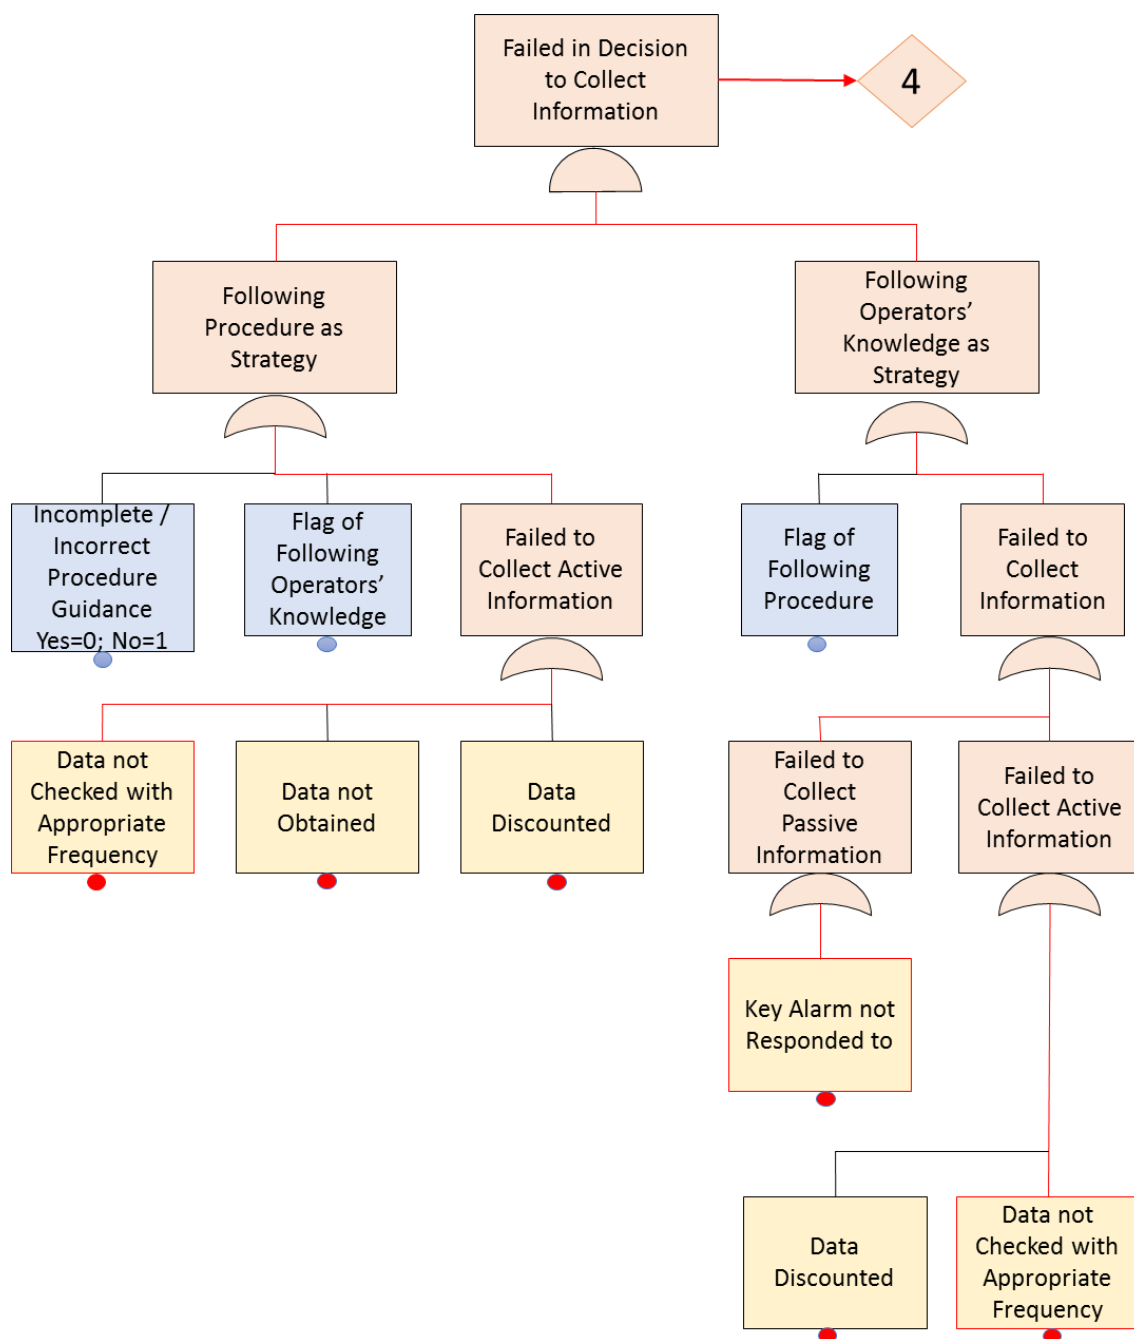 Failed in Decision
to Collect
Information
4
Following
Procedure as
Strategy
Following
Operators’
Knowledge as
Strategy
Incomplete /
Incorrect
Procedure
Guidance
Yes=0; No=1
Flag of
Following
Operators’
Knowledge
Failed to
Collect Active
Information
Flag of
Following
Procedure
Failed to
Collect
Information
Data not
Checked with
Appropriate
Frequency
Data not
Obtained
Data
Discounted
Failed to
Collect
Passive
Information
Failed to
Collect Active
Information
Key Alarm not
Responded to
Data
Discounted
Data not
Checked with
Appropriate
Frequency